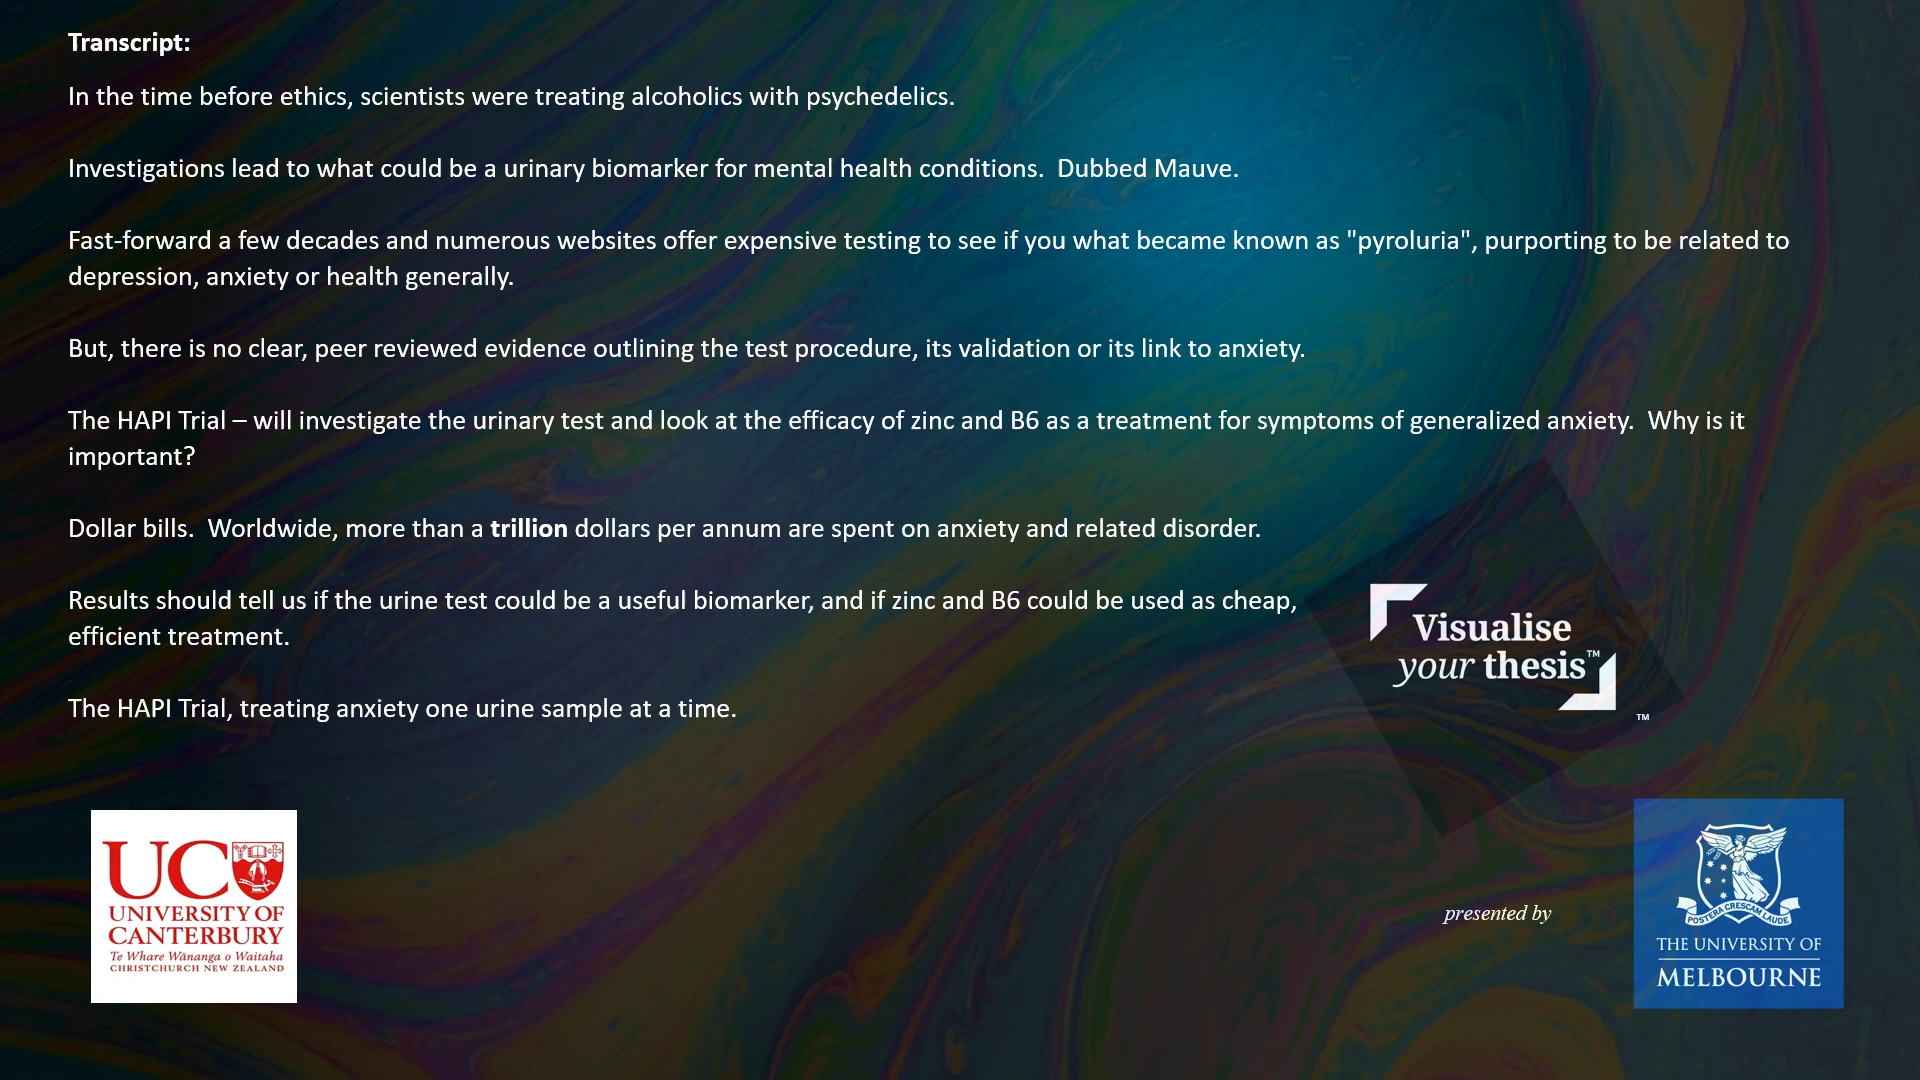 Transcript:
In the time before ethics, scientists were treating alcoholics with psychedelics.
Investigations lead to what could be a urinary biomarker for mental health conditions.  Dubbed Mauve.
Fast-forward a few decades and numerous websites offer expensive testing to see if you what became known as "pyroluria", purporting to be related to
depression, anxiety or health generally.
But, there is no clear, peer reviewed evidence outlining the test procedure, its validation or its link to anxiety.
The HAPI Trial – will investigate the urinary test and look at the efficacy of zinc and B6 as a treatment for symptoms of generalized anxiety.  Why is it
important?
Dollar bills.  Worldwide, more than a trillion dollars per annum are spent on anxiety and related disorder.
Results should tell us if the urine test could be a useful biomarker, and if zinc and B6 could be used as cheap,
efficient treatment.
The HAPI Trial, treating anxiety one urine sample at a time.
Visualise
your thesis™
™
UC
UNIVERSITY OF
CANTERBURY
Te Whare Wānanga o Waitaha
CHRISTCHURCH NEW ZEALAND
presented by
POSTERA CRESCAM LAUDE
THE UNIVERSITY OF
MELBOURNE